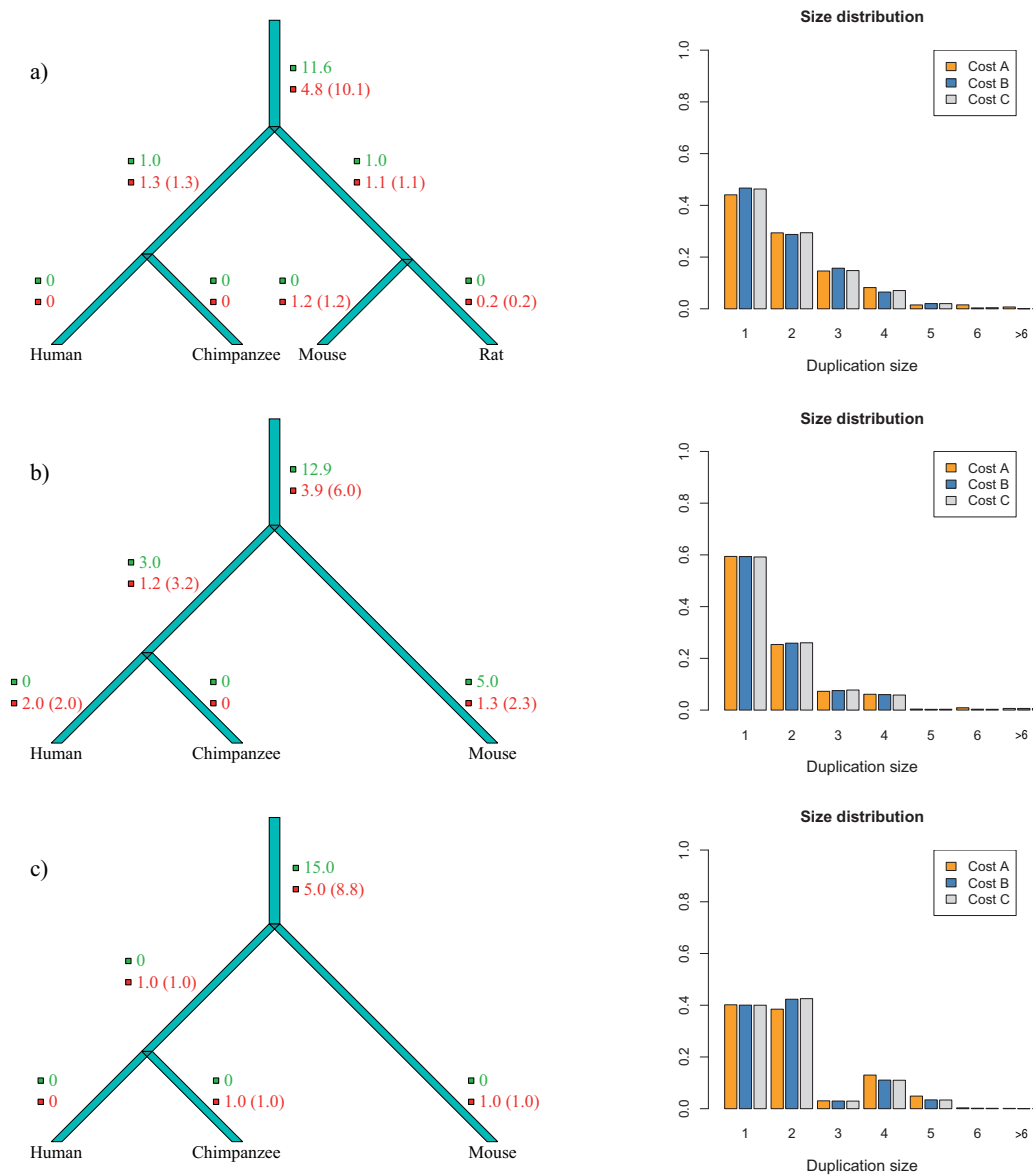 a)
11.6
4.8 (10.1)
1.0
1.3 (1.3)
1.0
1.1 (1.1)
0
0
0
0
0
1.2 (1.2)
0
0.2 (0.2)
Human
Chimpanzee
Mouse
Rat
Size distribution
Cost A
Cost B
Cost C
1.0
0.8
0.6
0.4
0.2
0.0
1 2 3 4 5 6 >6
Duplication size
b)
12.9
3.9 (6.0)
3.0
1.2 (3.2)
0
2.0 (2.0)
0
0
5.0
1.3 (2.3)
Human
Chimpanzee
Mouse
Size distribution
Cost A
Cost B
Cost C
1.0
0.8
0.6
0.4
0.2
0.0
1 2 3 4 5 6 >6
Duplication size
c)
15.0
5.0 (8.8)
0
1.0 (1.0)
0
0
0
1.0 (1.0)
0
1.0 (1.0)
Human
Chimpanzee
Mouse
Size distribution
Cost A
Cost B
Cost C
1.0
0.8
0.6
0.4
0.2
0.0
1 2 3 4 5 6 >6
Duplication size